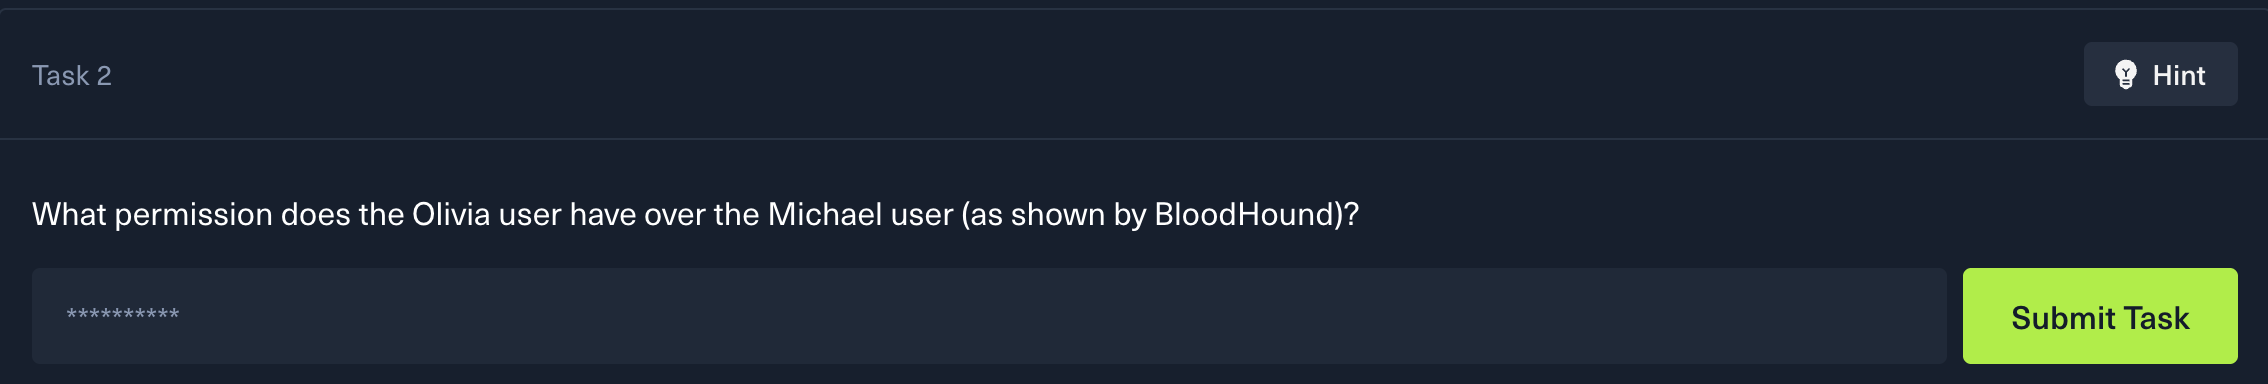 Task 2
Hint
What permission does the Olivia user have over the Michael user (as shown by BloodHound)?
**********
Submit Task